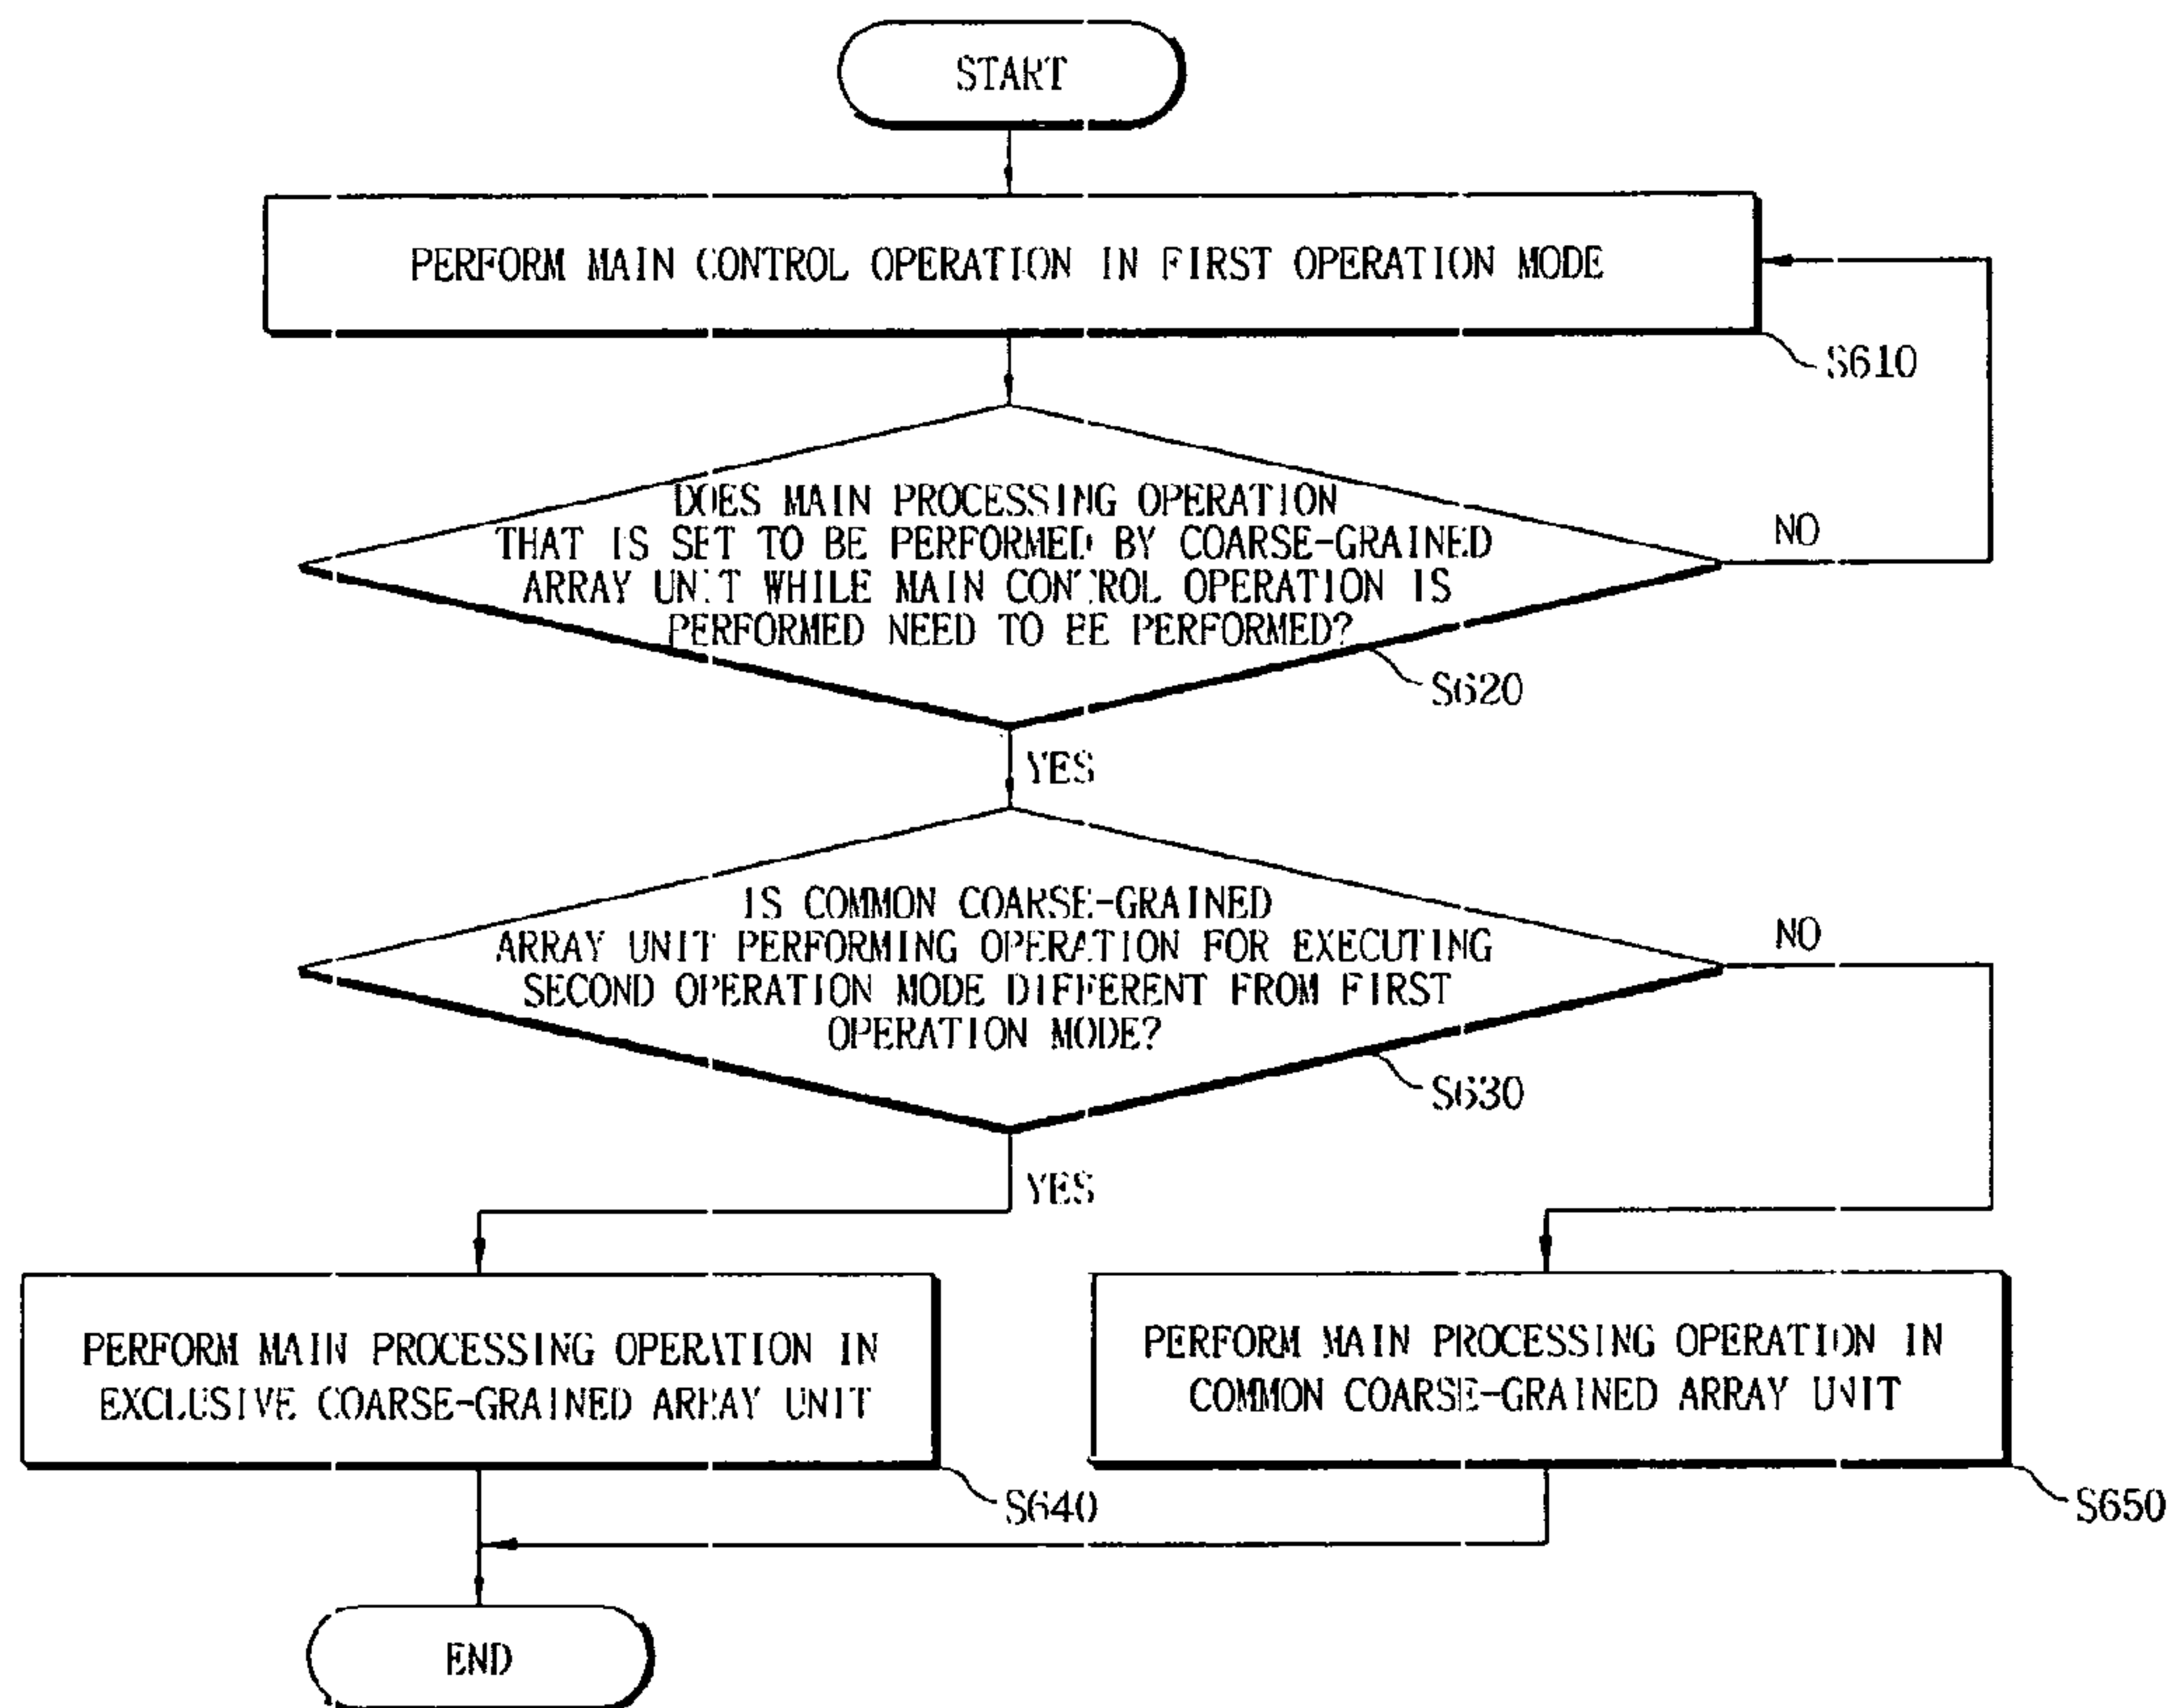 START
PERFORM MAIN CONTROL OPERATION IN FIRST OPERATION MODE
S610
DOES MAIN PROCESSING OPERATION
THAT IS SET TO BE PERFORMED BY COARSE-GRAINED
ARRAY UNIT WHILE MAIN CONTROL OPERATION IS
PERFORMED NEED TO BE PERFORMED?
NO
S620
YES
IS COMMON COARSE-GRAINED
ARRAY UNIT PERFORMING OPERATION FOR EXECUTING
SECOND OPERATION MODE DIFFERENT FROM FIRST
OPERATION MODE?
NO
S630
YES
PERFORM MAIN PROCESSING OPERATION IN
EXCLUSIVE COARSE-GRAINED ARRAY UNIT
S640
PERFORM MAIN PROCESSING OPERATION IN
COMMON COARSE-GRAINED ARRAY UNIT
S650
END